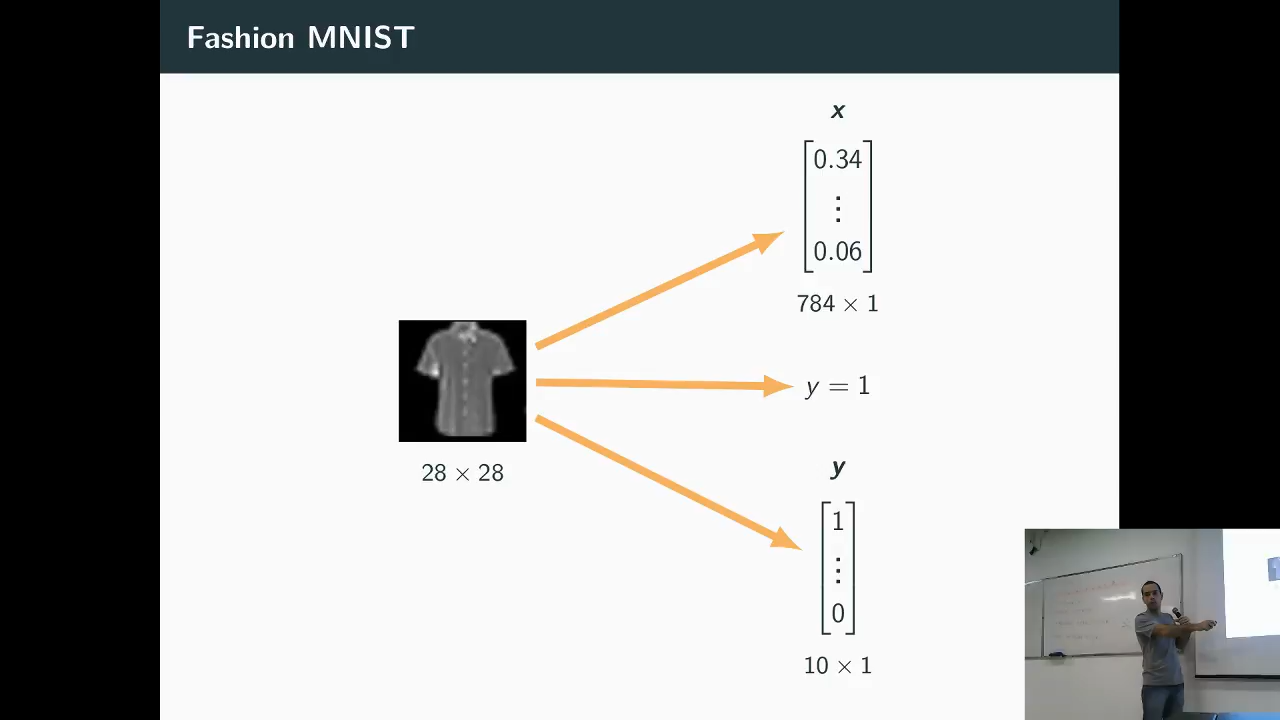 Fashion MNIST
x
0.34
⋮
0.06
784 × 1
28 × 28
y = 1
y
1
⋮
0
10 × 1